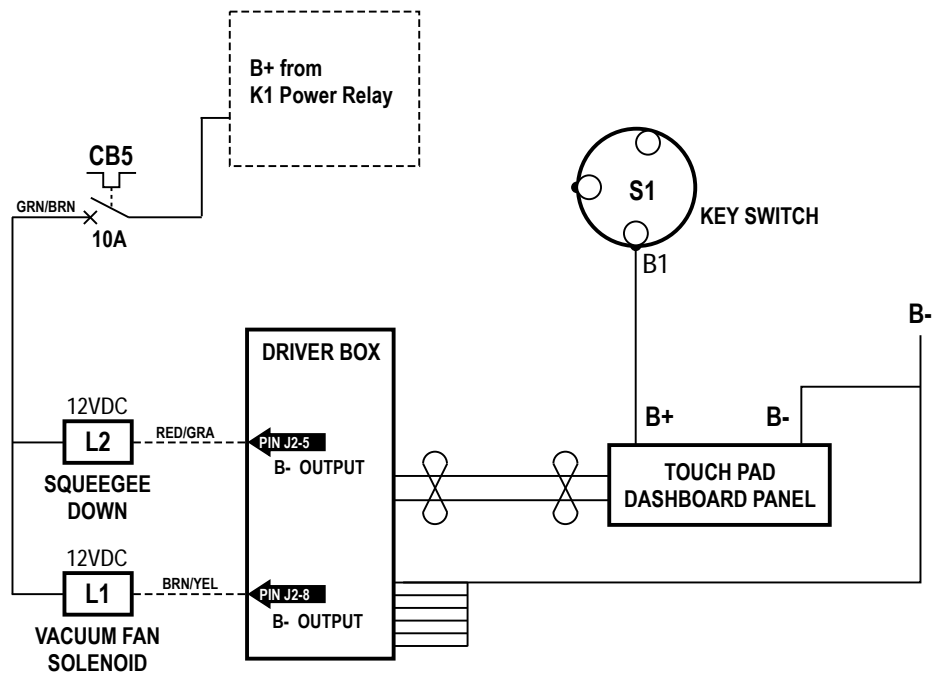 B+ from
K1 Power Relay
CB5
GRN/BRN
10A
S1
KEY SWITCH
B1
B-
DRIVER BOX
12VDC
L2
RED/GRA
PIN J2-5
B- OUTPUT
SQUEEGEE
DOWN
B+
B-
TOUCH PAD
DASHBOARD PANEL
12VDC
L1
BRN/YEL
PIN J2-8
B- OUTPUT
VACUUM FAN
SOLENOID